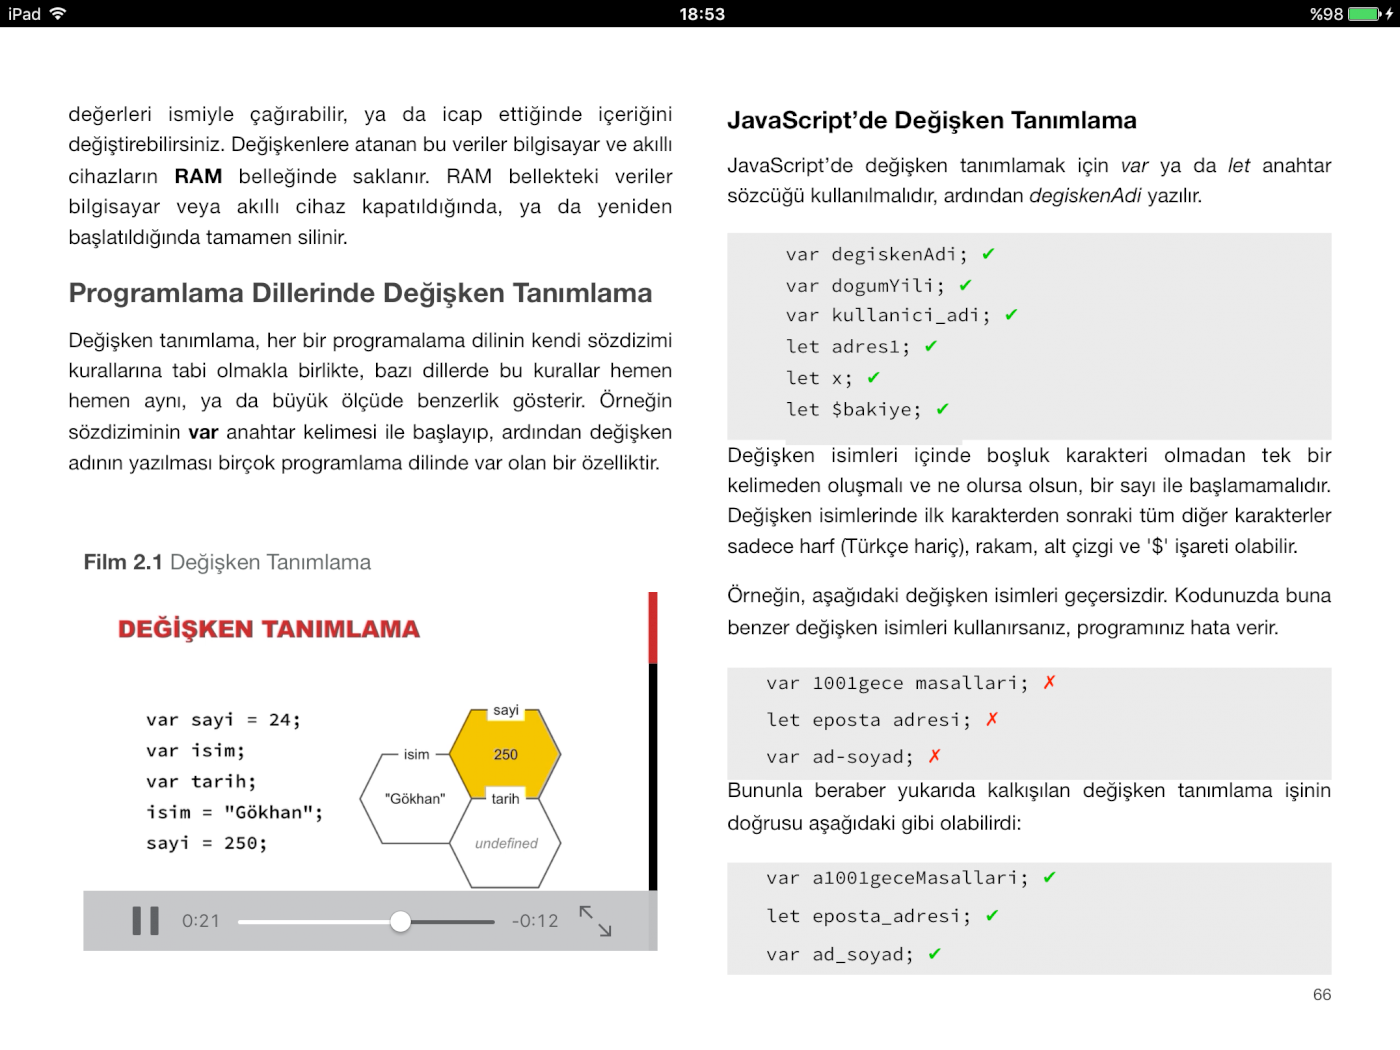 iPad
18:53
%98
değerleri ismiyle çağırabilir, ya da icap ettiğinde içeriğini
değiştirebilirsiniz. Değişkenlere atanan bu veriler bilgisayar ve akıllı
cihazların RAM belleğinde saklanır. RAM bellekteki veriler
bilgisayar veya akıllı cihaz kapatıldığında, ya da yeniden
başlatıldığında tamamen silinir.
Programlama Dillerinde Değişken Tanımlama
Değişken tanımlama, her bir programalama dilinin kendi sözdizimi
kurallarına tabi olmakla birlikte, bazı dillerde bu kurallar hemen
hemen aynı, ya da büyük ölçüde benzerlik gösterir. Örneğin
sözdiziminin var anahtar kelimesi ile başlayıp, ardından değişken
adının yazılması birçok programlama dilinde var olan bir özelliktir.
Film 2.1 Değişken Tanımlama
DEĞİŞKEN TANIMLAMA
var sayi = 24;
var isim;
var tarih;
isim = "Gökhan";
sayi = 250;
sayi
250
isim
"Gökhan"
tarih
undefined
0:21
-0:12
JavaScript’de Değişken Tanımlama
JavaScript’de değişken tanımlamak için var ya da let anahtar
sözcüğü kullanılmalıdır, ardından degiskenAdi yazılır.
var degiskenAdi; ✔
var dogumYili; ✔
var kullanici_adi; ✔
let adres1; ✔
let x; ✔
let $bakiye; ✔
Değişken isimleri içinde boşluk karakteri olmadan tek bir
kelimeden oluşmalı ve ne olursa olsun, bir sayı ile başlamamalıdır.
Değişken isimlerinde ilk karakterden sonraki tüm diğer karakterler
sadece harf (Türkçe hariç), rakam, alt çizgi ve '$' işareti olabilir.
Örneğin, aşağıdaki değişken isimleri geçersizdir. Kodunuzda buna
benzer değişken isimleri kullanırsanız, programınız hata verir.
var 1001gece masallari; ✗
let eposta adresi; ✗
var ad-soyad; ✗
Bununla beraber yukarıda kalkışılan değişken tanımlama işinin
doğrusu aşağıdaki gibi olabilirdi:
var a1001geceMasallari; ✔
let eposta_adresi; ✔
var ad_soyad; ✔
66